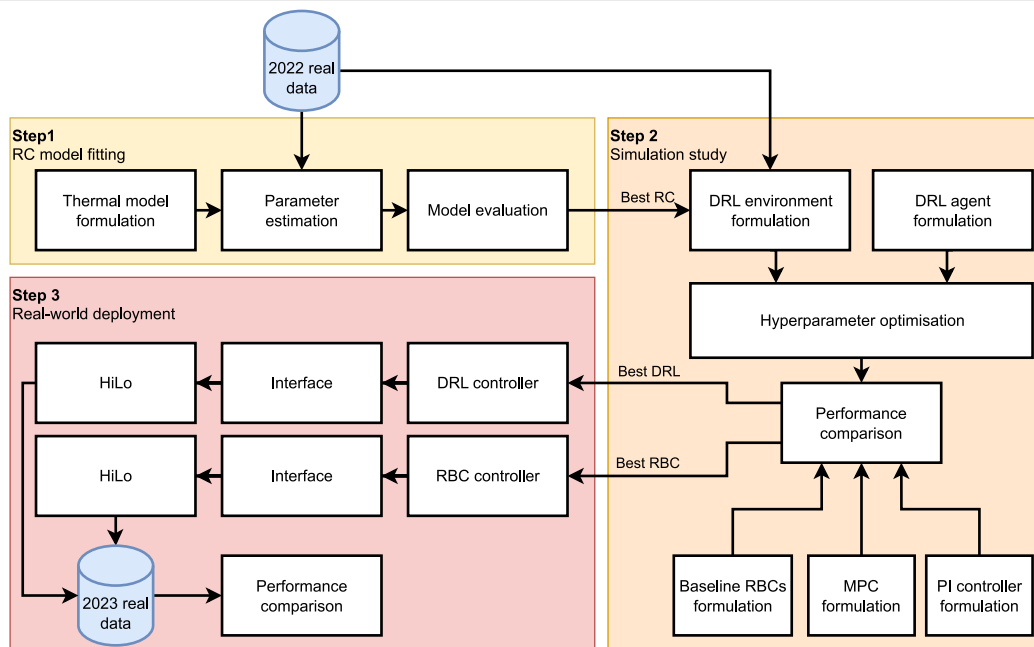 2022 real
data
Step1
RC model fitting
Thermal model
formulation
Parameter
estimation
Model evaluation
Best RC
Step 2
Simulation study
DRL environment
formulation
DRL agent
formulation
Hyperparameter optimisation
Performance
comparison
Baseline RBCs
formulation
MPC
formulation
PI controller
formulation
Best DRL
Best RBC
Step 3
Real-world deployment
DRL controller
Interface
HiLo
RBC controller
Interface
HiLo
2023 real
data
Performance
comparison